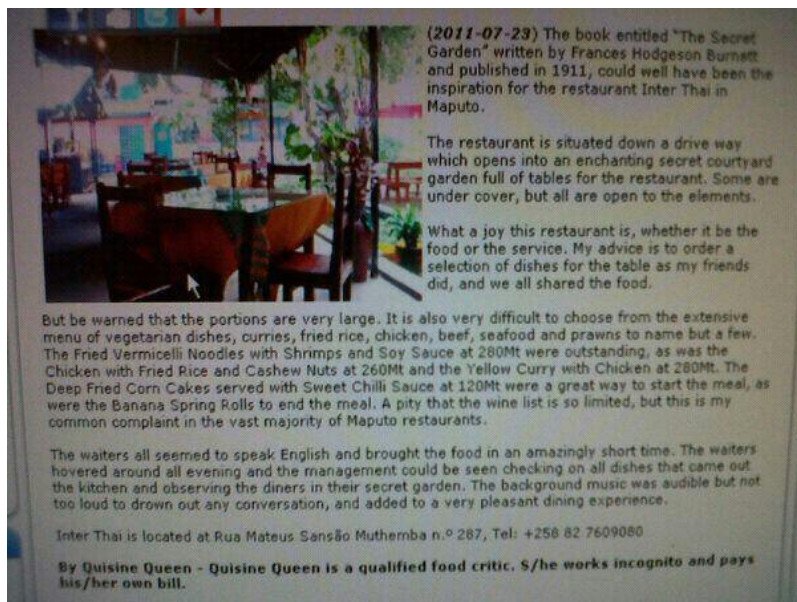 (2011-07-23) The book entitled "The Secret
Garden" written by Frances Hodgeson Burnett
and published in 1911, could well have been the
inspiration for the restaurant Inter Thai in
Maputo.
The restaurant is situated down a drive way
which opens into an enchanting secret courtyard
garden full of tables for the restaurant. Some are
under cover, but all are open to the elements.
What a joy this restaurant is, whether it be the
food or the service. My advice is to order a
selection of dishes for the table as my friends
did, and we all shared the food.
But be warned that the portions are very large. It is also very difficult to choose from the extensive
menu of vegetarian dishes, curries, fried rice, chicken, beef, seafood and prawns to name but a few.
The Fried Vermicelli Noodles with Shrimps and Soy Sauce at 280Mt were outstanding, as was the
Chicken with Fried Rice and Cashew Nuts at 260Mt and the Yellow Curry with Chicken at 280Mt. The
Deep Fried Corn Cakes served with Sweet Chilli Sauce at 120Mt were a great way to start the meal, as
were the Banana Spring Rolls to end the meal. A pity that the wine list is so limited, but this is my
common complaint in the vast majority of Maputo restaurants.
The waiters all seemed to speak English and brought the food in an amazingly short time. The waiters
hovered around all evening and the management could be seen checking on all dishes that came out
the kitchen and observing the diners in their secret garden. The background music was audible but not
too loud to drown out any conversation, and added to a very pleasant dining experience.
Inter Thai is located at Rua Mateus Sansão Muthemba n.º 287, Tel: +258 82 7609080
By Quisine Queen - Quisine Queen is a qualified food critic. S/he works incognito and pays
his/her own bill.